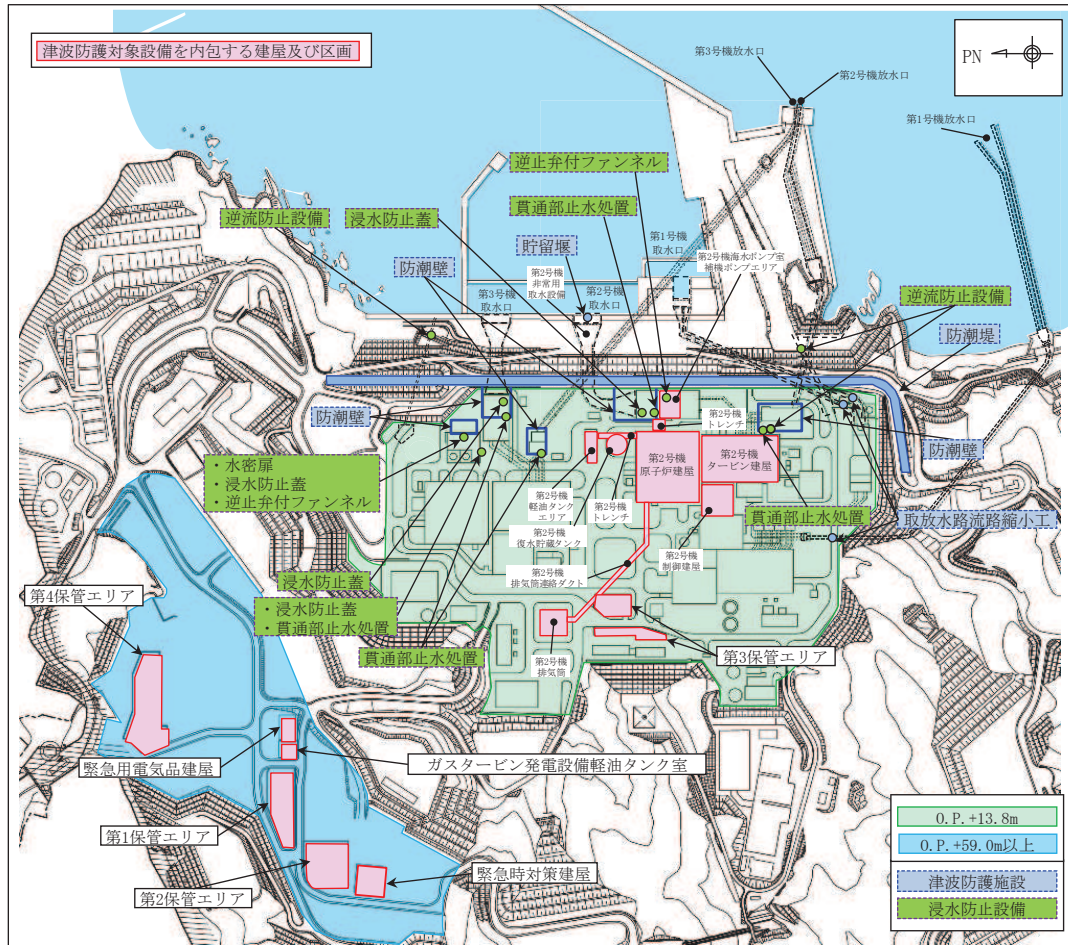 津波防護対象設備を内包する建屋及び区画
PN
第3号機放水口
第2号機放水口
第1号機放水口
逆止弁付ファンネル
貫通部止水処置
浸水防止蓋
逆流防止設備
貯留堰
防潮壁
第1号機
取水口
第2号機海水ポンプ室
補機ポンプエリア
第2号機
非常用
取水設備
第2号機
取水口
第3号機
取水口
逆流防止設備
防潮堤
防潮壁
・水密扉
・浸水防止蓋
・逆止弁付ファンネル
第2号機
トレンチ
第2号機
原子炉建屋
第2号機
タービン建屋
防潮壁
第2号機
軽油タンク
エリア
第2号機
トレンチ
第2号機
復水貯蔵タンク
貫通部止水処置
取放水路流路縮小工
第2号機
制御建屋
第2号機
排気筒連絡ダクト
浸水防止蓋
・浸水防止蓋
・貫通部止水処置
貫通部止水処置
第4保管エリア
第2号機
排気筒
第3保管エリア
緊急用電気品建屋
ガスタービン発電設備軽油タンク室
第1保管エリア
第2保管エリア
緊急時対策建屋
O.P.+13.8m
O.P.+59.0m以上
津波防護施設
浸水防止設備